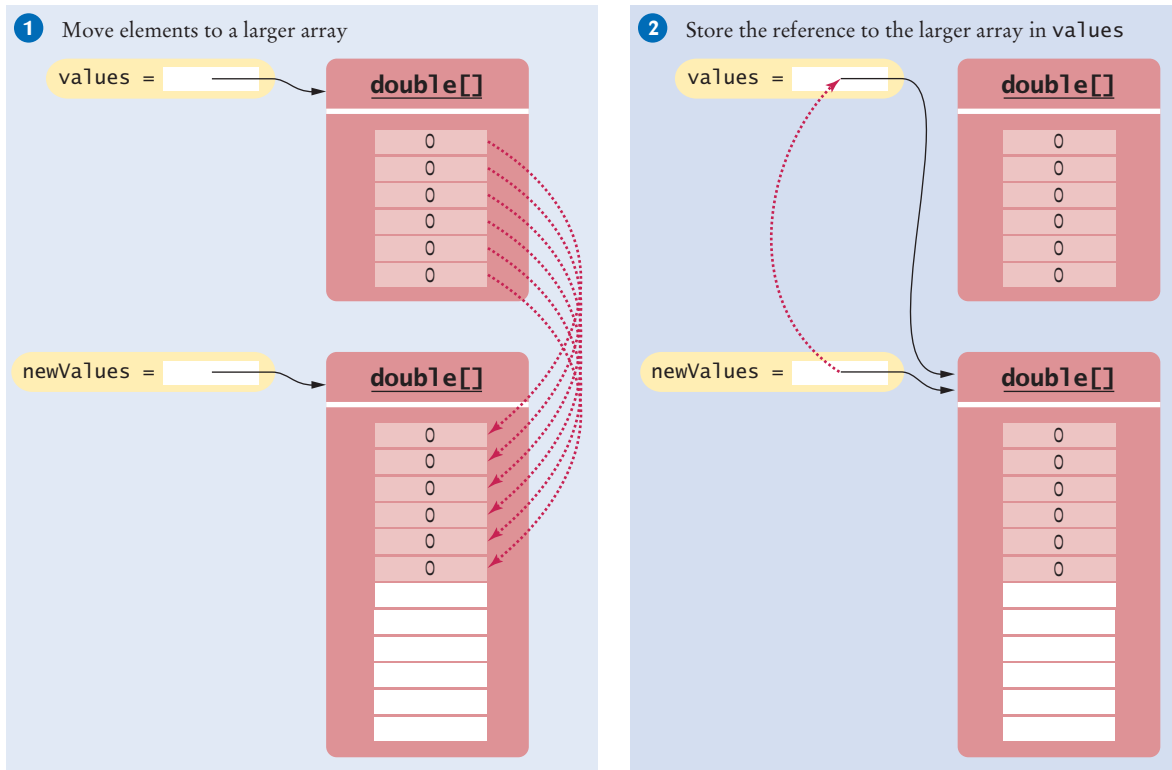 1 Move elements to a larger array
values =
double[]
0
0
0
0
0
0
newValues =
double[]
0
0
0
0
0
0
2 Store the reference to the larger array in values
values =
double[]
0
0
0
0
0
0
newValues =
double[]
0
0
0
0
0
0